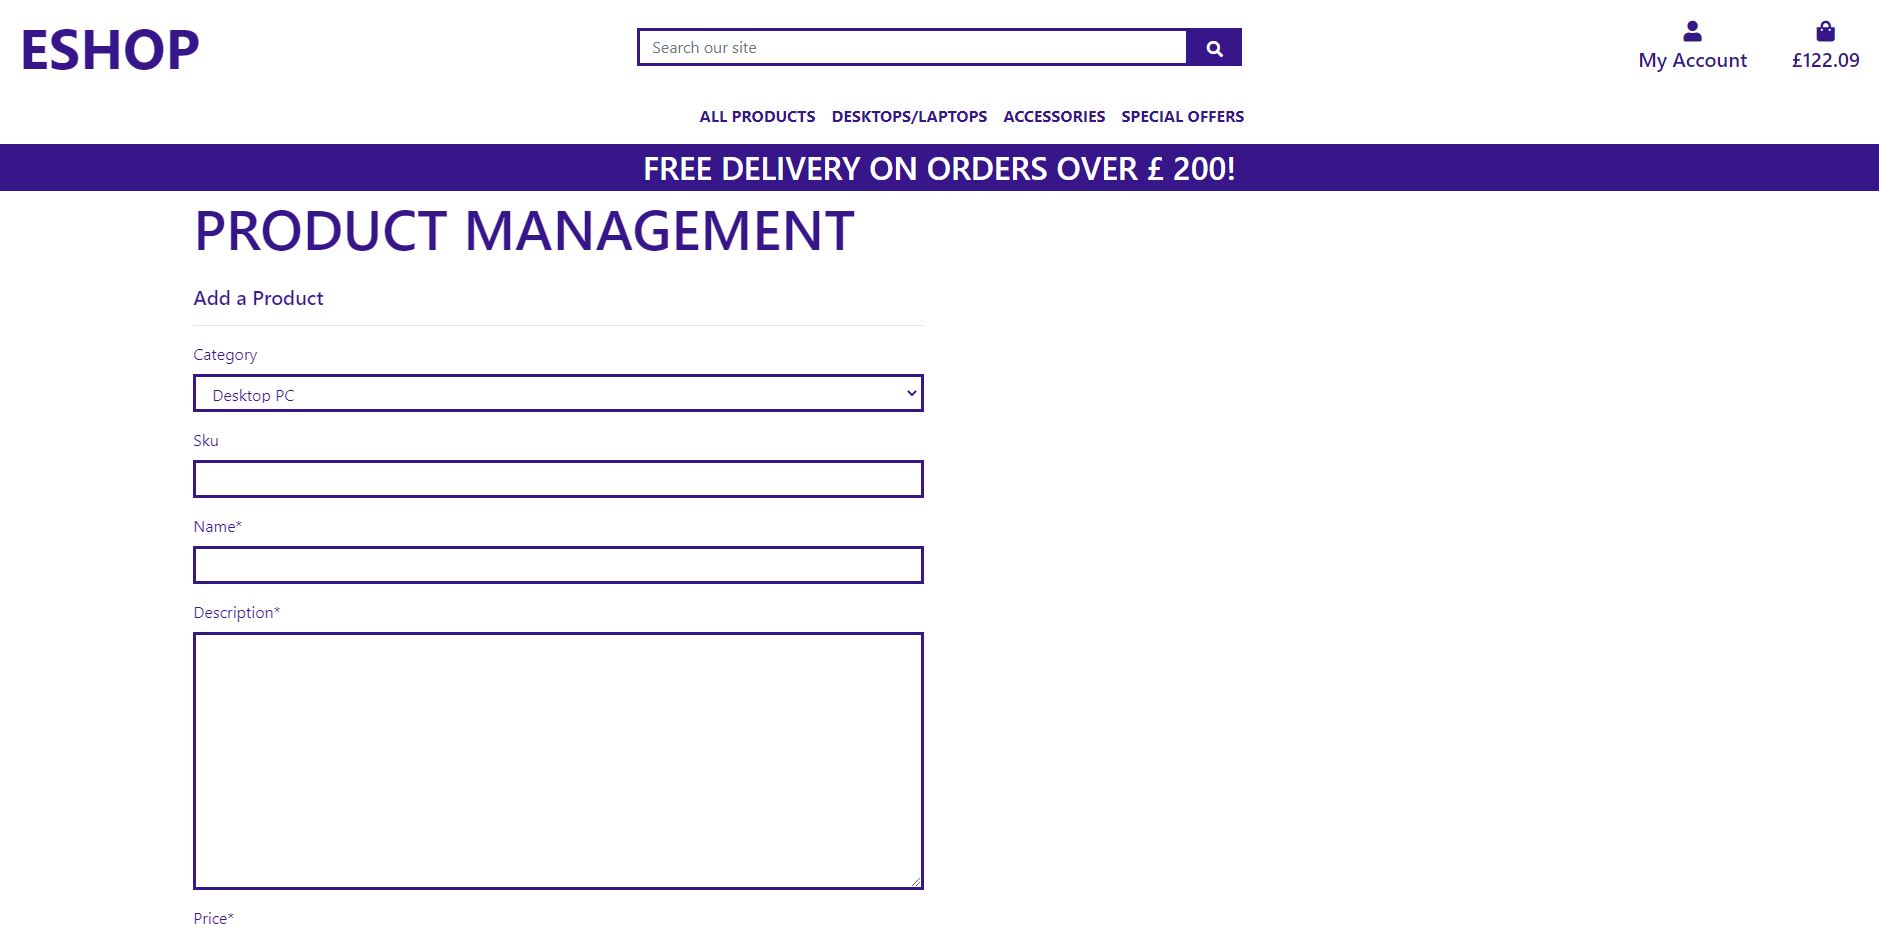 ESHOP
Search our site
My Account
£122.09
ALL PRODUCTS DESKTOPS/LAPTOPS ACCESSORIES SPECIAL OFFERS
FREE DELIVERY ON ORDERS OVER £ 200!
PRODUCT MANAGEMENT
Add a Product
Category
Desktop PC
Sku
Name*
Description*
Price*